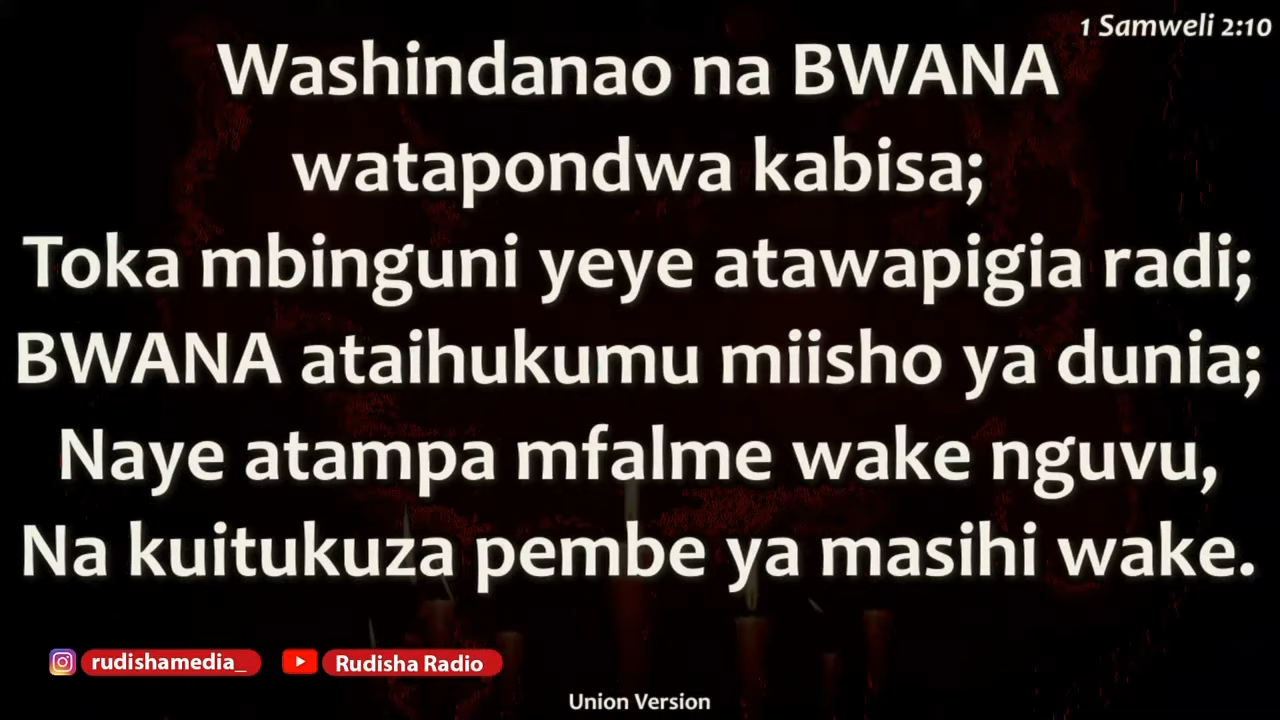 1 Samweli 2:10
Washindanao na BWANA
watapondwa kabisa;
Toka mbinguni yeye atawapigia radi;
BWANA ataihukumu miisho ya dunia;
Naye atampa mfalme wake nguvu,
Na kuitukuza pembe ya masihi wake.
rudishamedia_ Rudisha Radio
Union Version